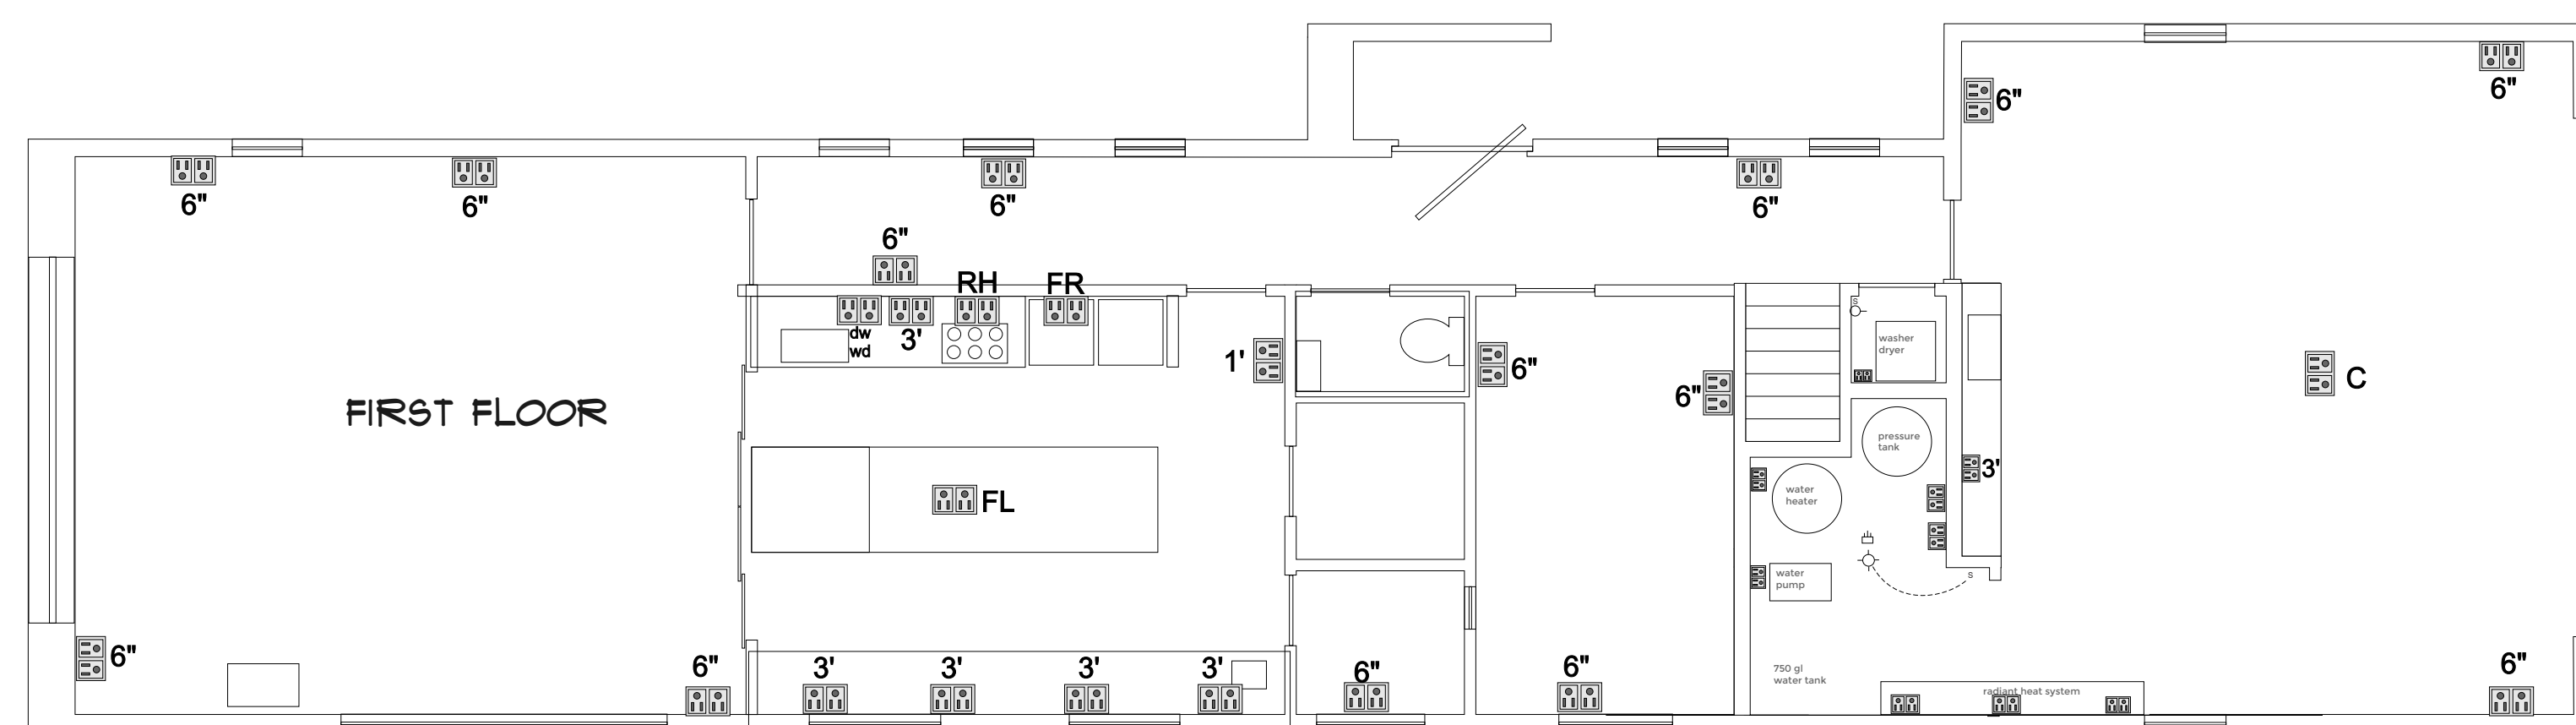 6"
6"
6"
6"
6"
6"
6"
6"
RH
FR
dw
wd
3'
washer
dryer
S
1'
6"
6"
C
FIRST FLOOR
pressure
tank
3'
FL
water
heater
water
pump
S
6"
6"
3'
3'
3'
3'
6"
6"
750 gl
water tank
radiant heat system
6"